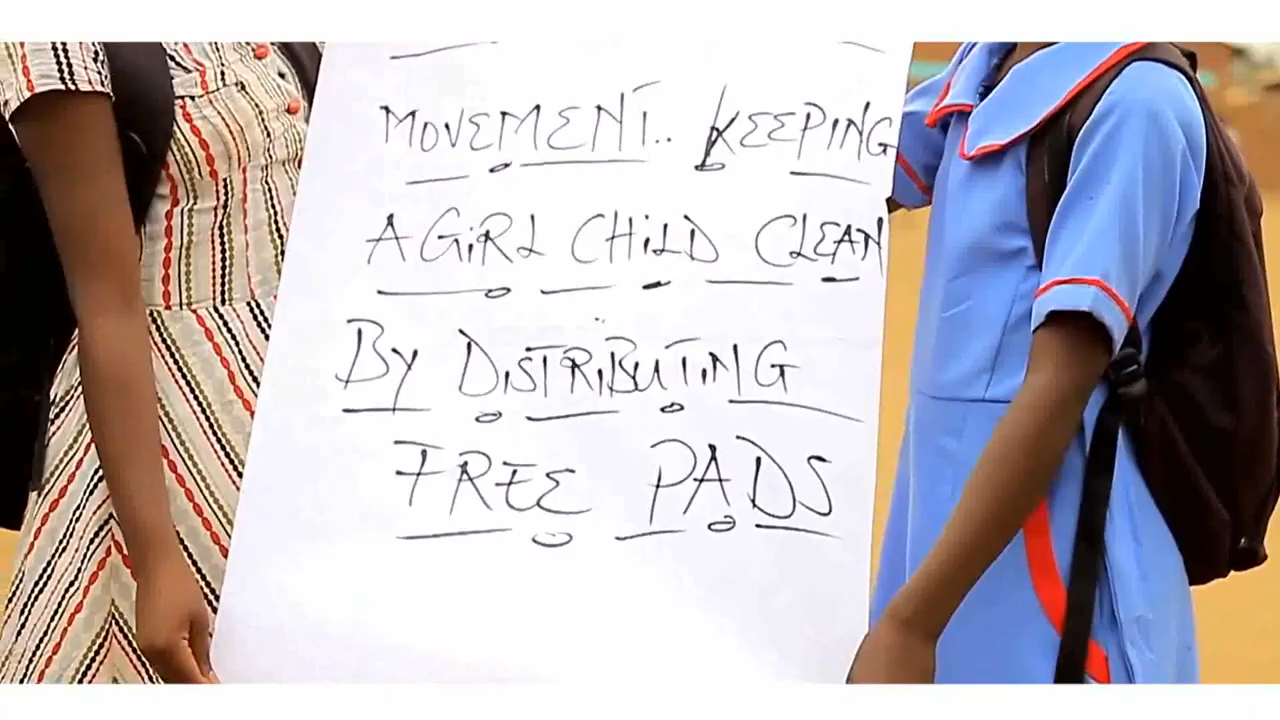 MOVEMENT.. KEEPING
A GiRL CHiLD CLEAN
By DiSTRiBUTiNG
FREE PADS